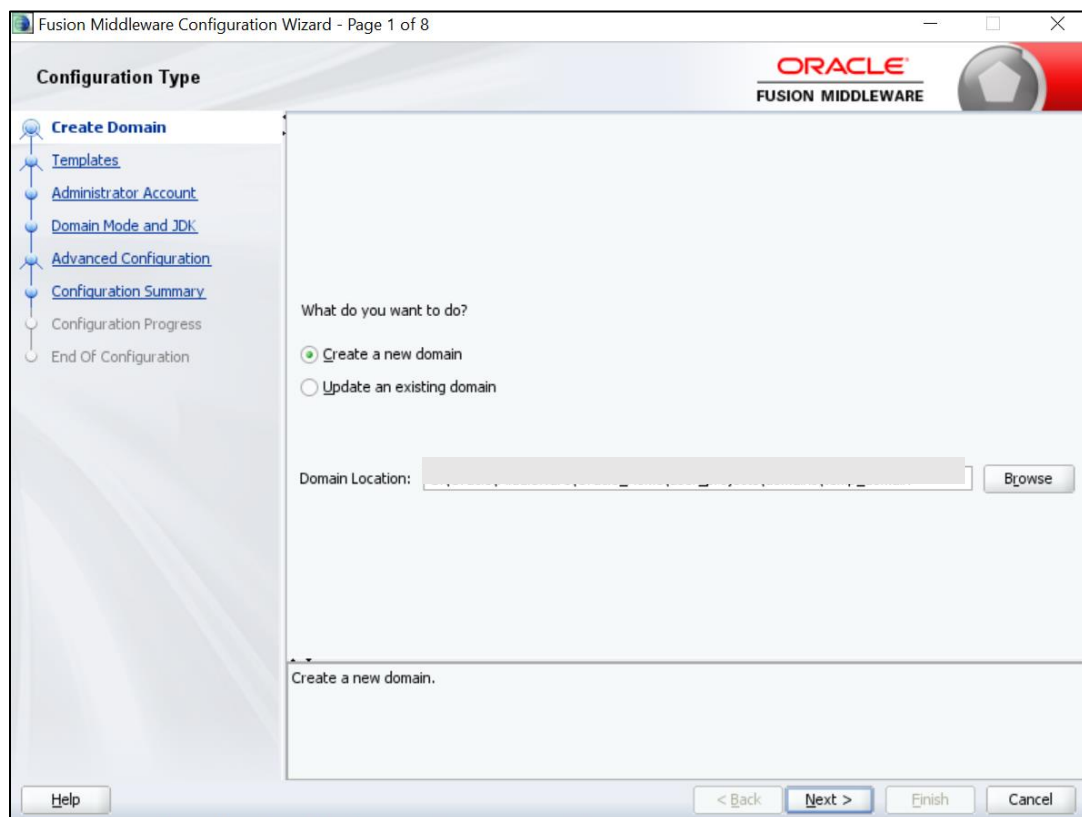 Fusion Middleware Configuration Wizard - Page 1 of 8
Configuration Type
ORACLE
FUSION MIDDLEWARE
Create Domain
Templates
Administrator Account
Domain Mode and JDK
Advanced Configuration
Configuration Summary
Configuration Progress
End Of Configuration
What do you want to do?
Create a new domain
Update an existing domain
Domain Location:
Browse
Create a new domain.
Help
< Back
Next >
Finish
Cancel